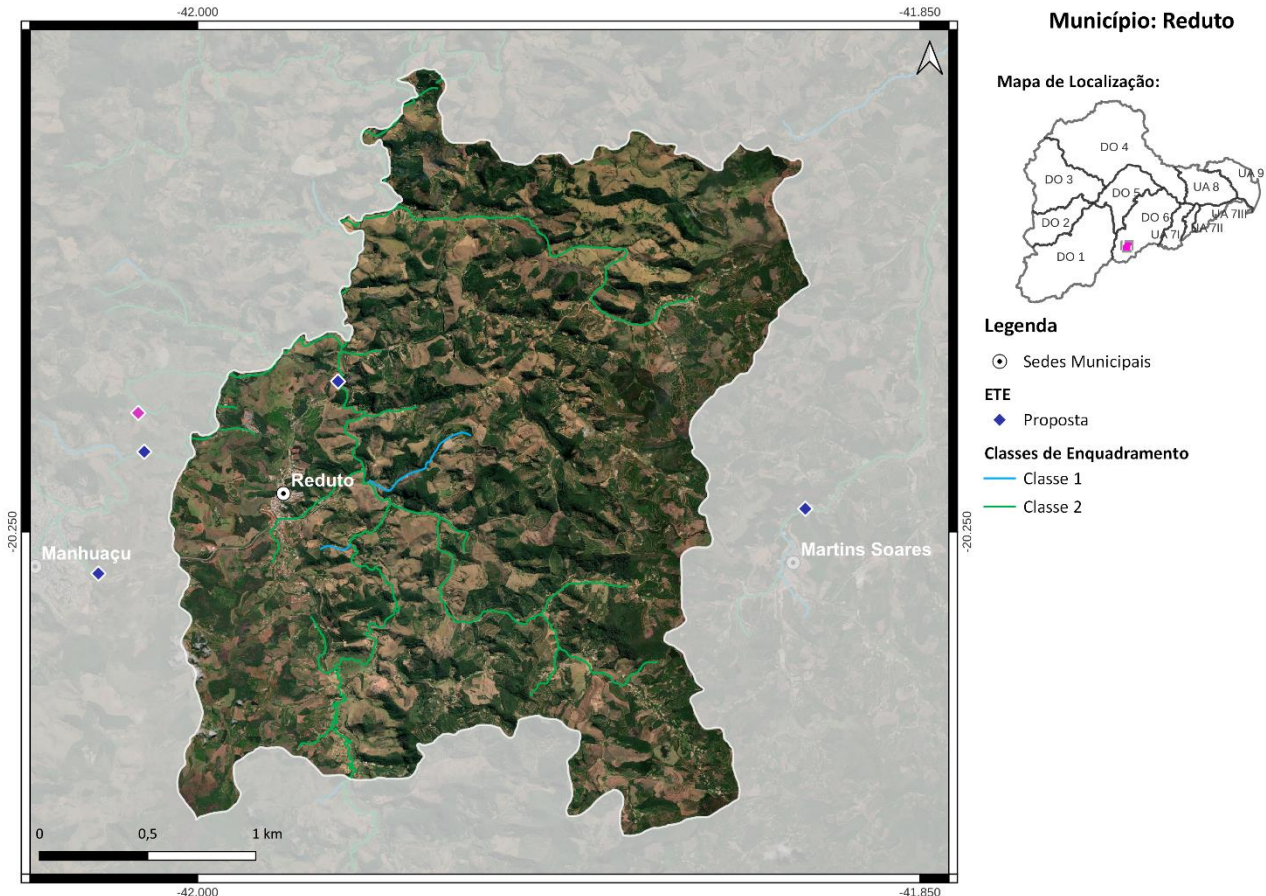 -42.000
-41.850
Município: Reduto
Mapa de Localização:
DO 4
DO 3
UA 9
UA 8
DO 5
DO 2
DO 6
UA 7III
UA 7II
UA 7I
DO 1
Legenda
Sedes Municipais
ETE
Proposta
Classes de Enquadramento
Classe 1
Classe 2
Reduto
-20.250
-20.250
Manhuaçu
Martins Soares
0
0,5
1 km
-42.000
-41.850